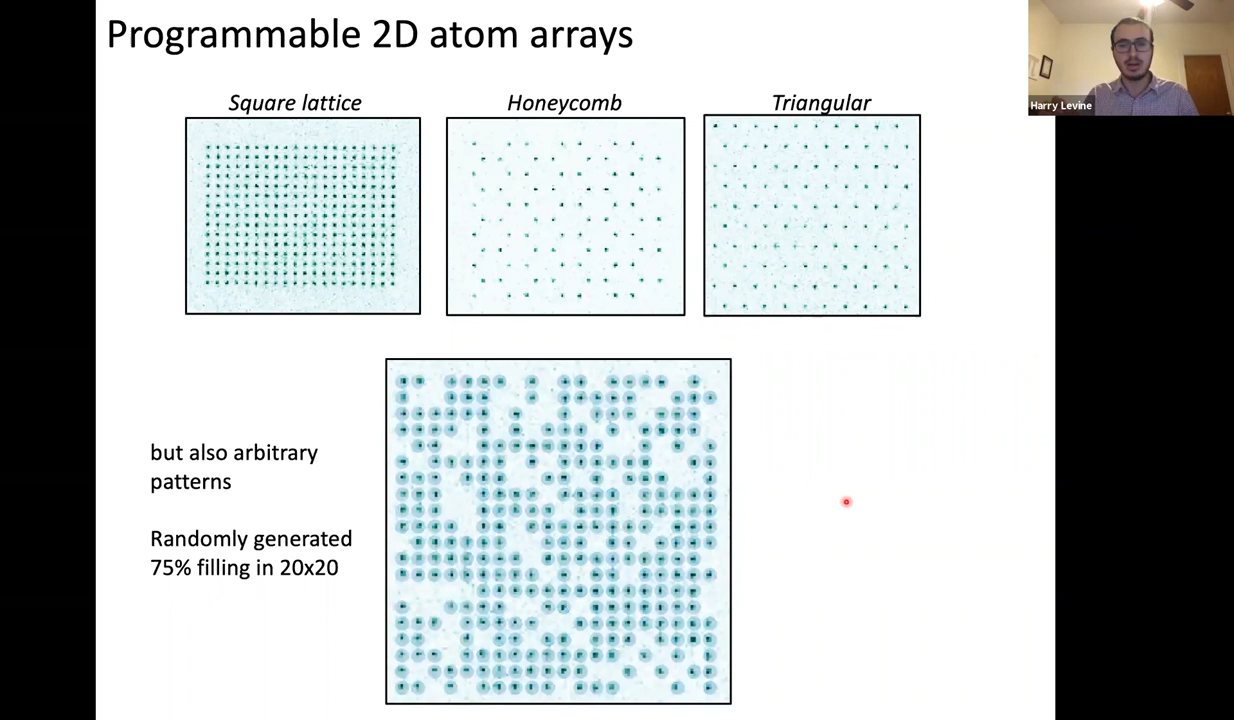 Programmable 2D atom arrays
Harry Levine
Square lattice
Honeycomb
Triangular
but also arbitrary
patterns
Randomly generated
75% filling in 20x20